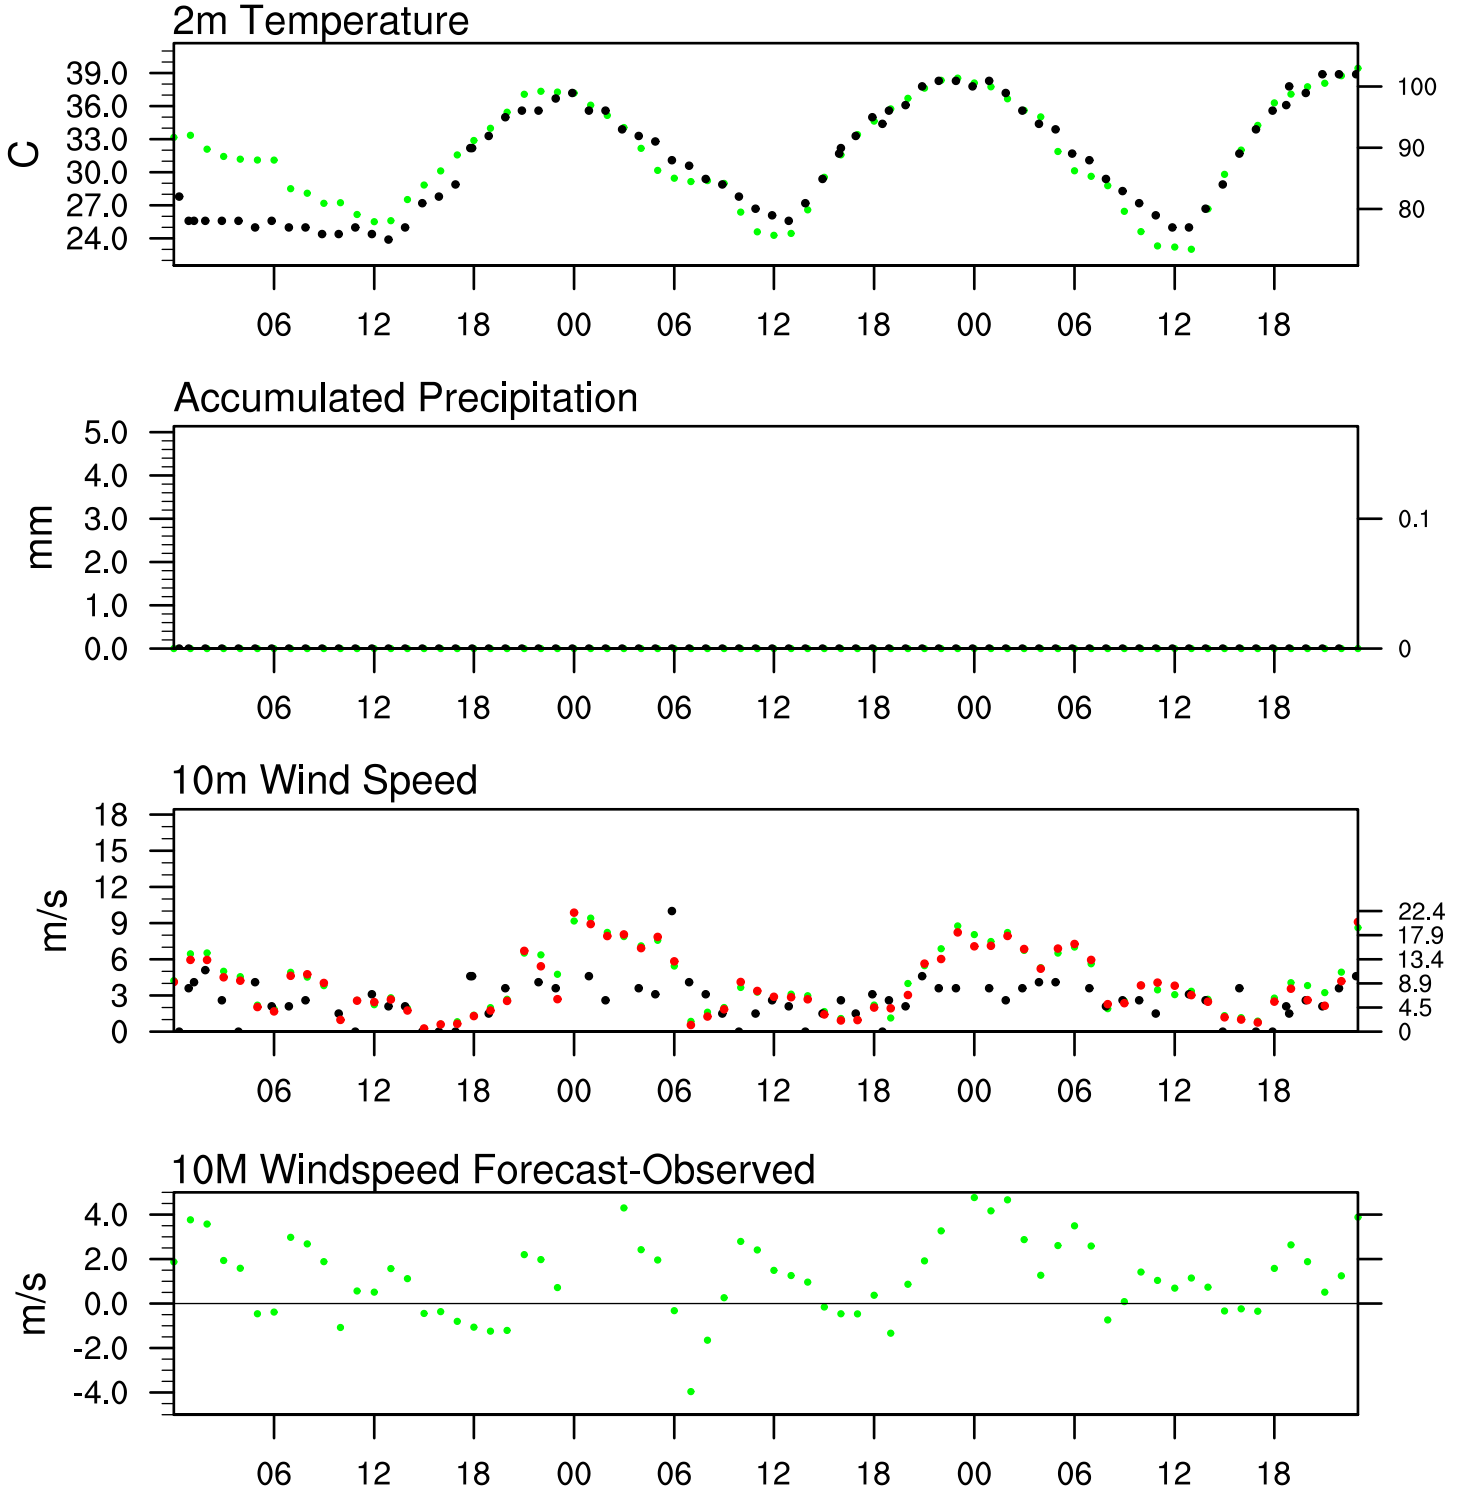 2m Temperature
39.0
36.0
33.0
30.0
27.0
24.0
C
100
90
80
06 12 18 00 06 12 18 00 06 12 18
Accumulated Precipitation
5.0
4.0
3.0
2.0
1.0
0.0
mm
0.1
0
06 12 18 00 06 12 18 00 06 12 18
10m Wind Speed
18
15
12
9
6
3
0
m/s
22.4
17.9
13.4
8.9
4.5
0
06 12 18 00 06 12 18 00 06 12 18
10M Windspeed Forecast-Observed
4.0
2.0
0.0
-2.0
-4.0
m/s
06 12 18 00 06 12 18 00 06 12 18